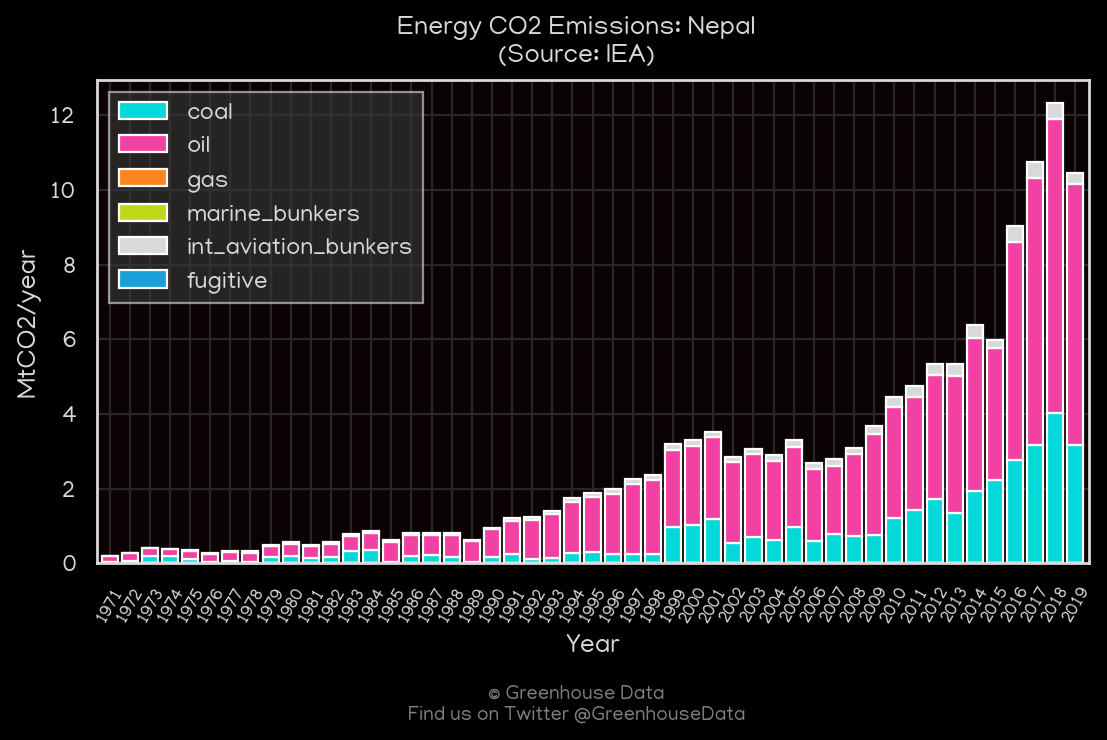 Energy CO2 Emissions: Nepal
(Source: IEA)
coal
oil
gas
marine_bunkers
int_aviation_bunkers
fugitive
MtCO2/year
12
10
8
6
4
2
0
1971 1972 1973 1974 1975 1976 1977 1978 1979 1980 1981 1982 1983 1984 1985 1986 1987 1988 1989 1990 1991 1992 1993 1994 1995 1996 1997 1998 1999 2000 2001 2002 2003 2004 2005 2006 2007 2008 2009 2010 2011 2012 2013 2014 2015 2016 2017 2018 2019
Year
© Greenhouse Data
Find us on Twitter @GreenhouseData